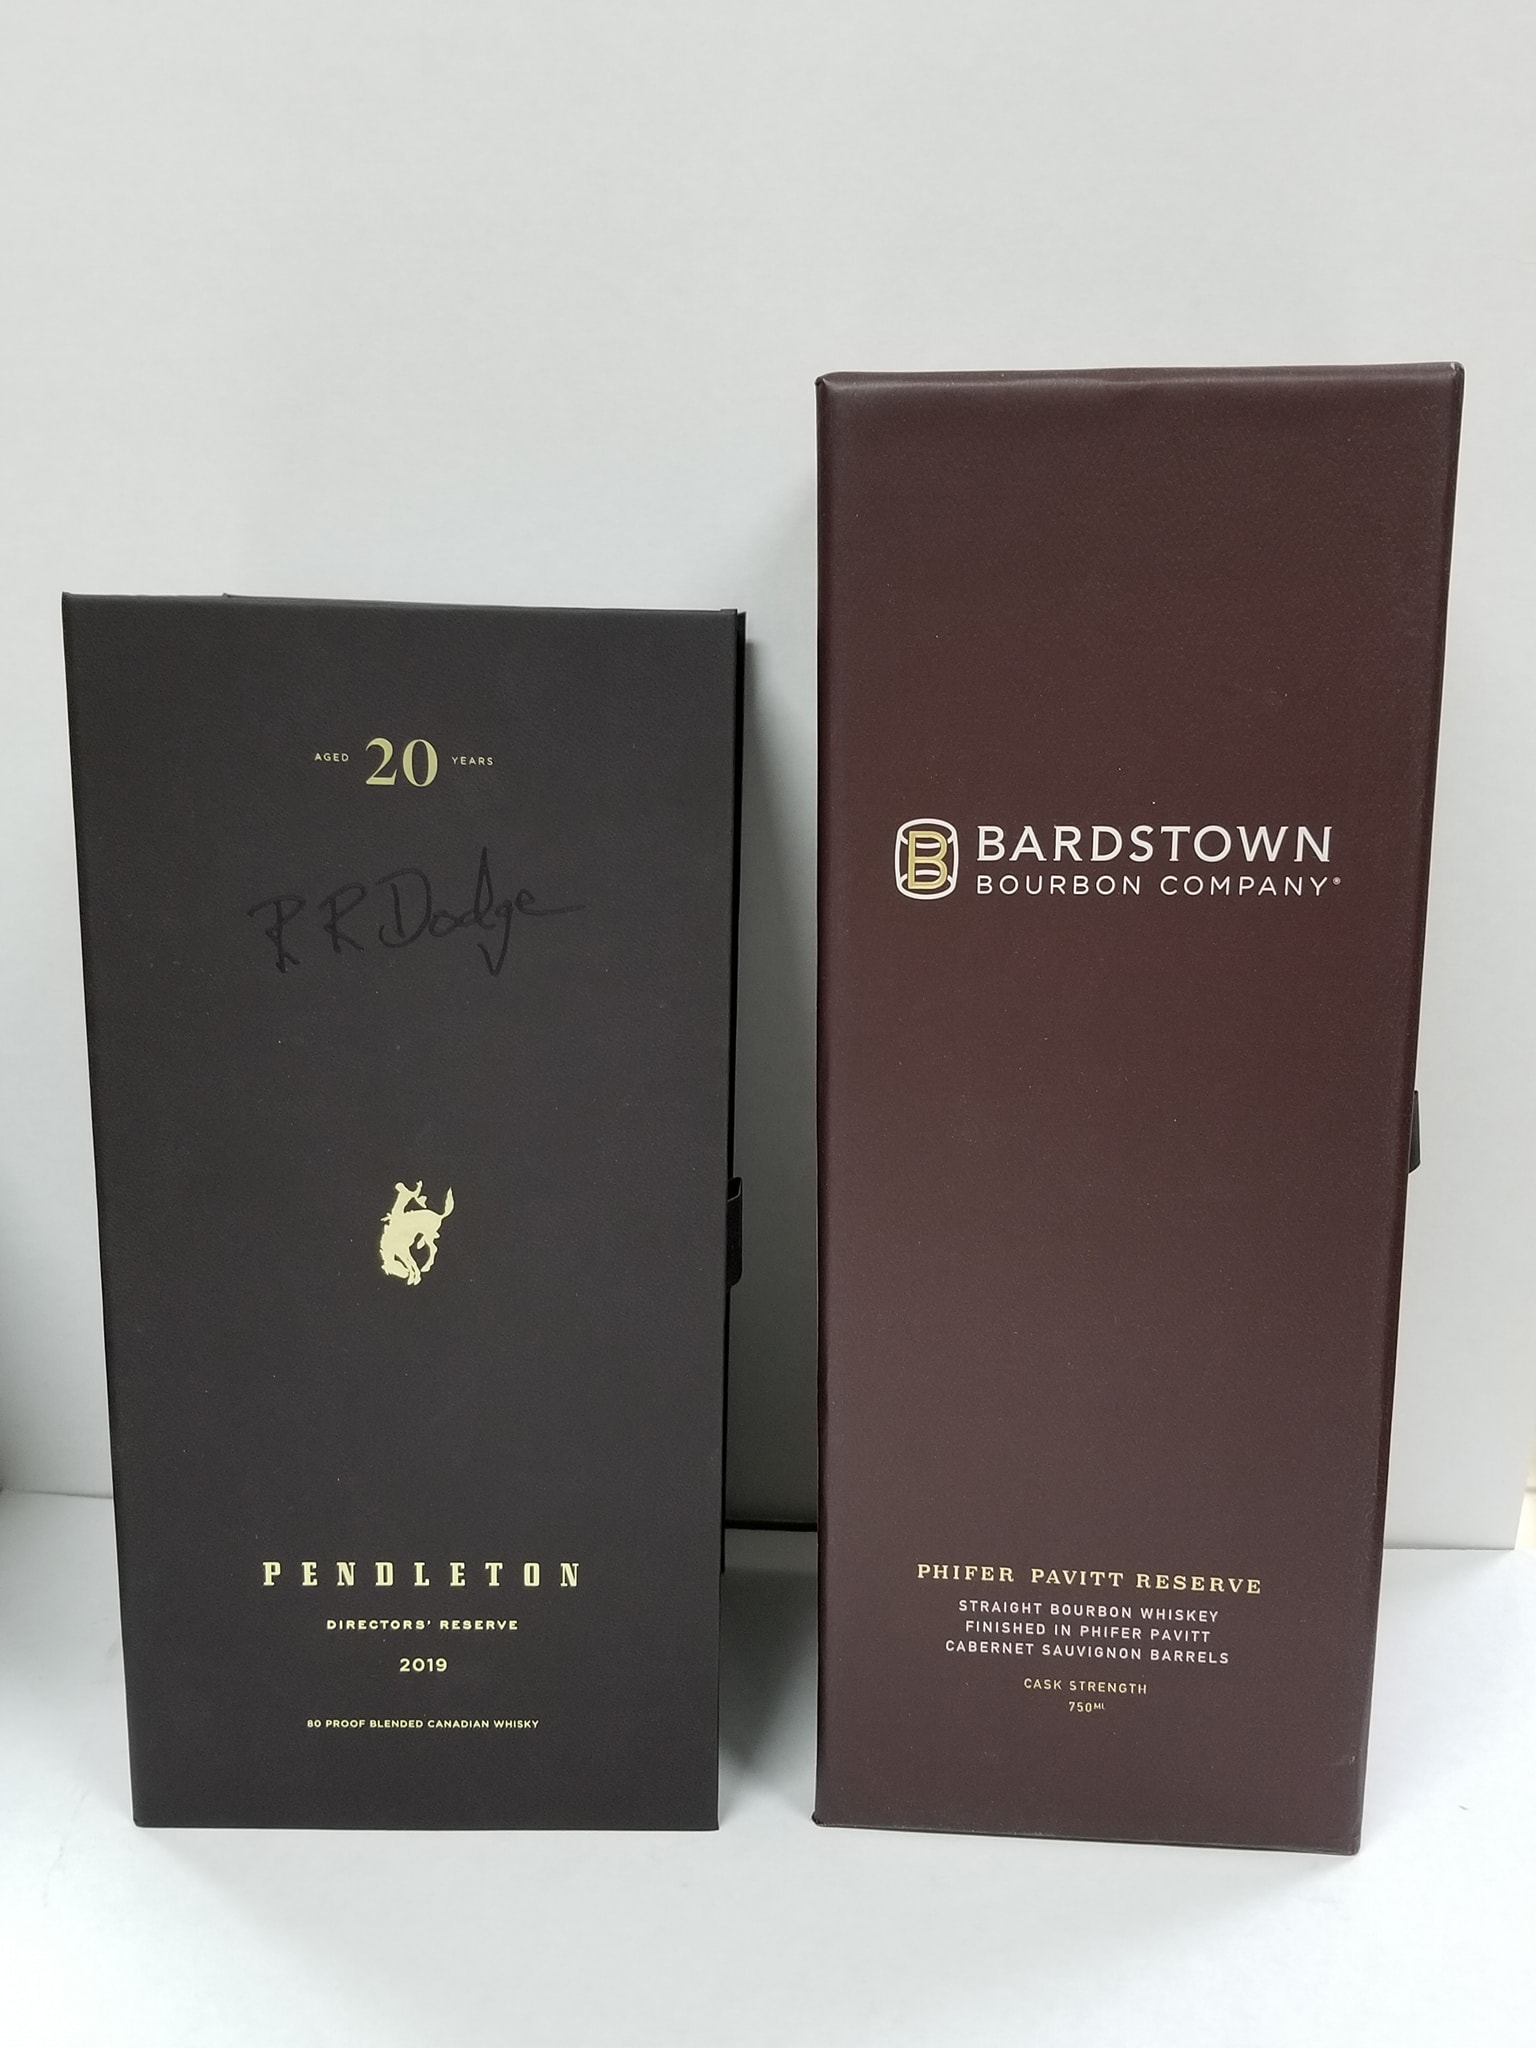 AGED 20 YEARS
R R Dodge
PENDLETON
DIRECTORS' RESERVE
2019
80 PROOF BLENDED CANADIAN WHISKY
B BARDSTOWN
BOURBON COMPANY®
PHIFER PAVITT RESERVE
STRAIGHT BOURBON WHISKEY
FINISHED IN PHIFER PAVITT
CABERNET SAUVIGNON BARRELS
CASK STRENGTH
750ML